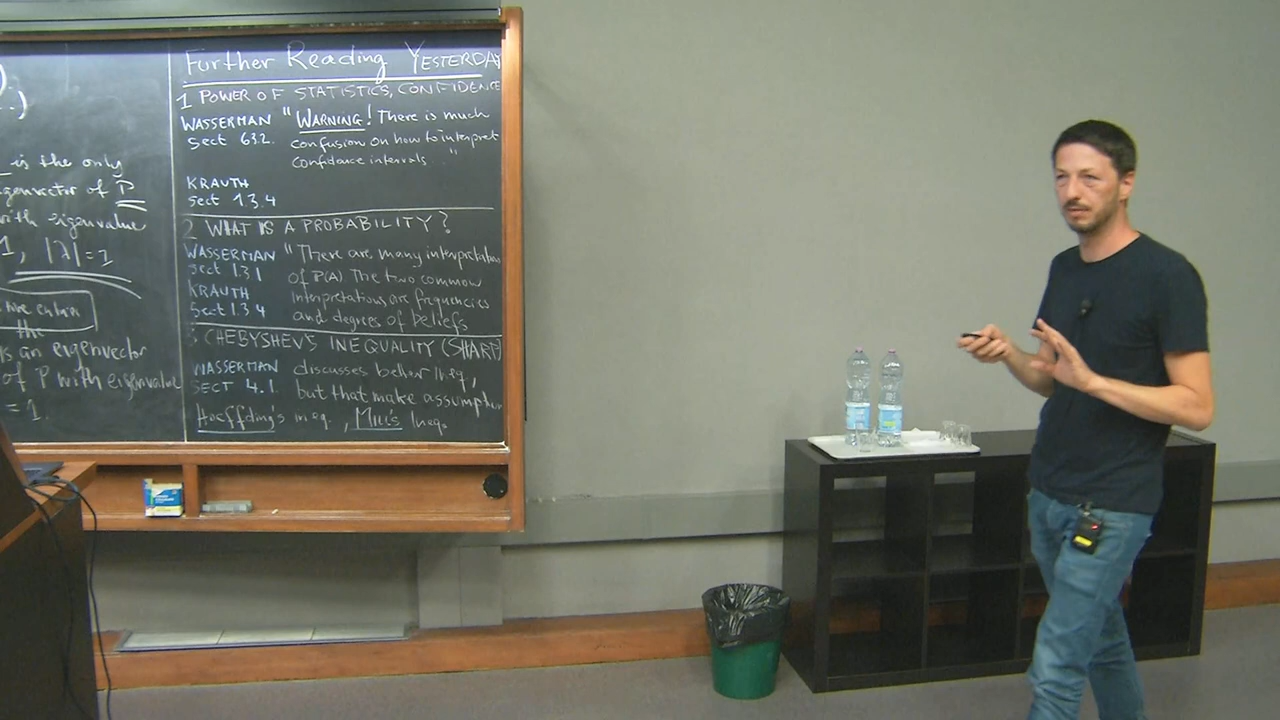 )
..)
is the only
igenvector of P
with eigenvalue
1, |λ|=1
the
is an eigenvector
of P with eigenvalue
=1.
Further Reading YESTERDAY
1 POWER OF STATISTICS, CONFIDENCE
WASSERMAN "WARNING! There is much
Sect 6.3.2. confusion on how to interpret
confidence intervals..."
KRAUTH
Sect 1.3.4
2 WHAT IS A PROBABILITY?
WASSERMAN "There are many interpretations
Sect 1.3.1 of P(A). The two common
KRAUTH interpretations are frequencies
Sect 1.3.4 and degrees of beliefs
3 CHEBYSHEV'S INEQUALITY (SHARP)
WASSERMAN discusses better ineq,
SECT 4.1. but that make assumption
Hoeffding's ineq, Mill's Ineq.